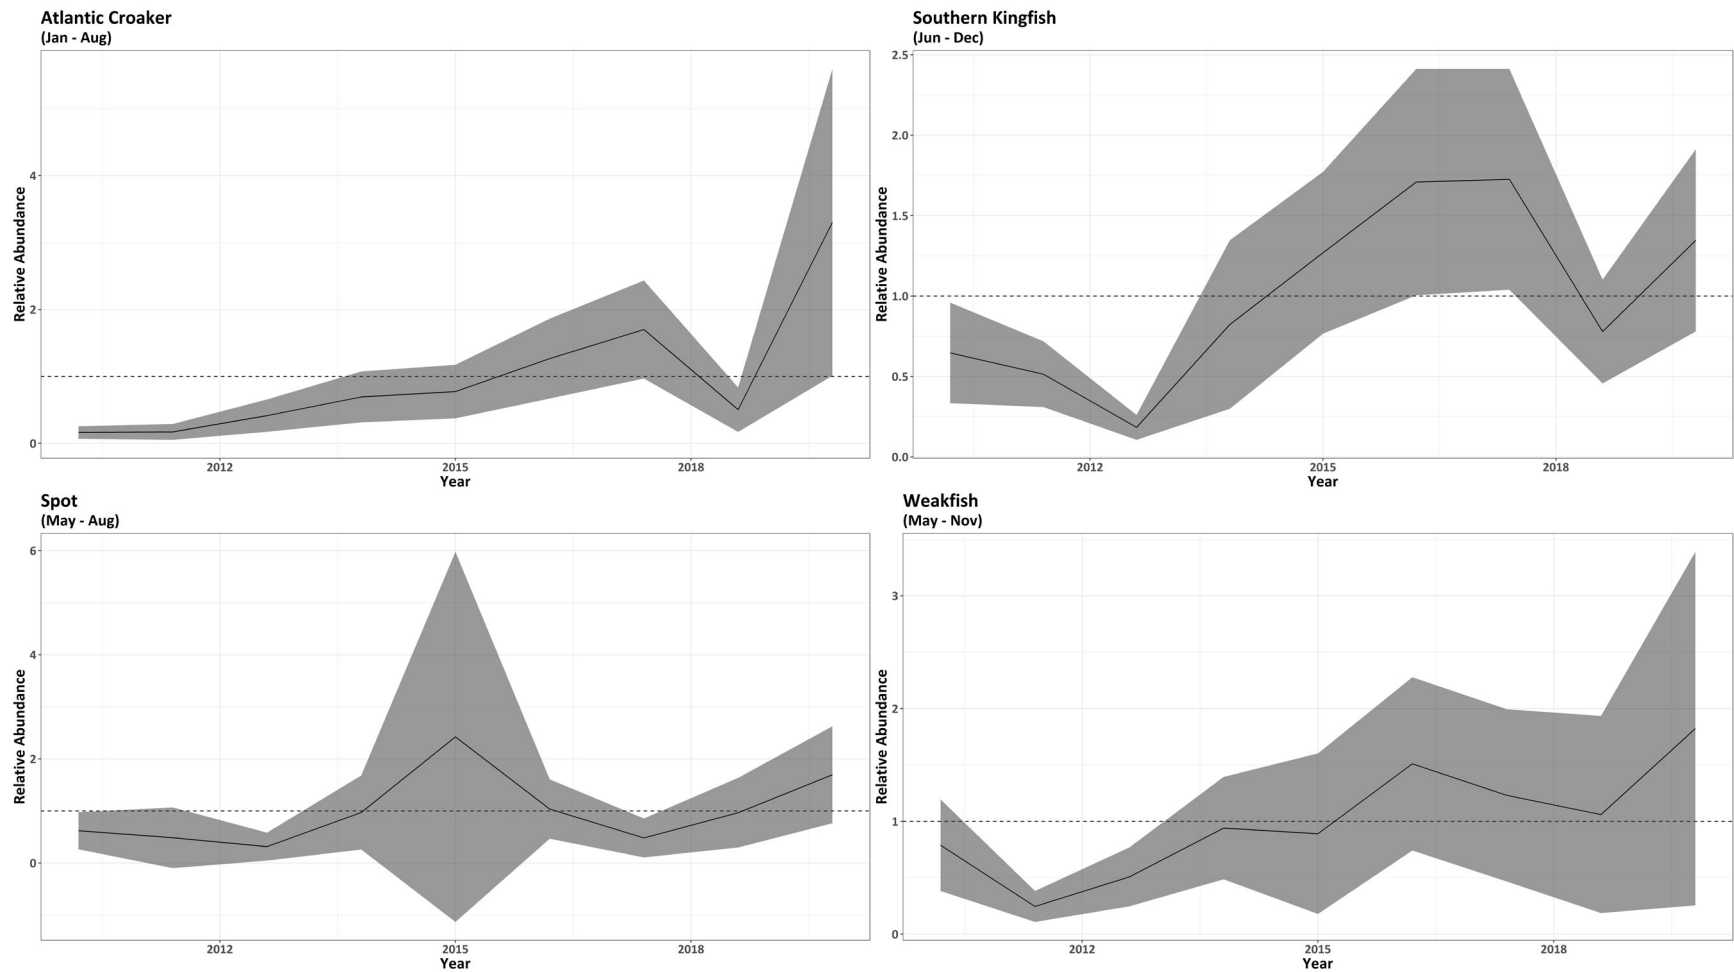 Atlantic Croaker
(Jan - Aug)
Relative Abundance
4
2
0
2012
2015
2018
Year
Southern Kingfish
(Jun - Dec)
Relative Abundance
2.5
2.0
1.5
1.0
0.5
0.0
2012
2015
2018
Year
Spot
(May - Aug)
Relative Abundance
6
4
2
0
2012
2015
2018
Year
Weakfish
(May - Nov)
Relative Abundance
3
2
1
0
2012
2015
2018
Year